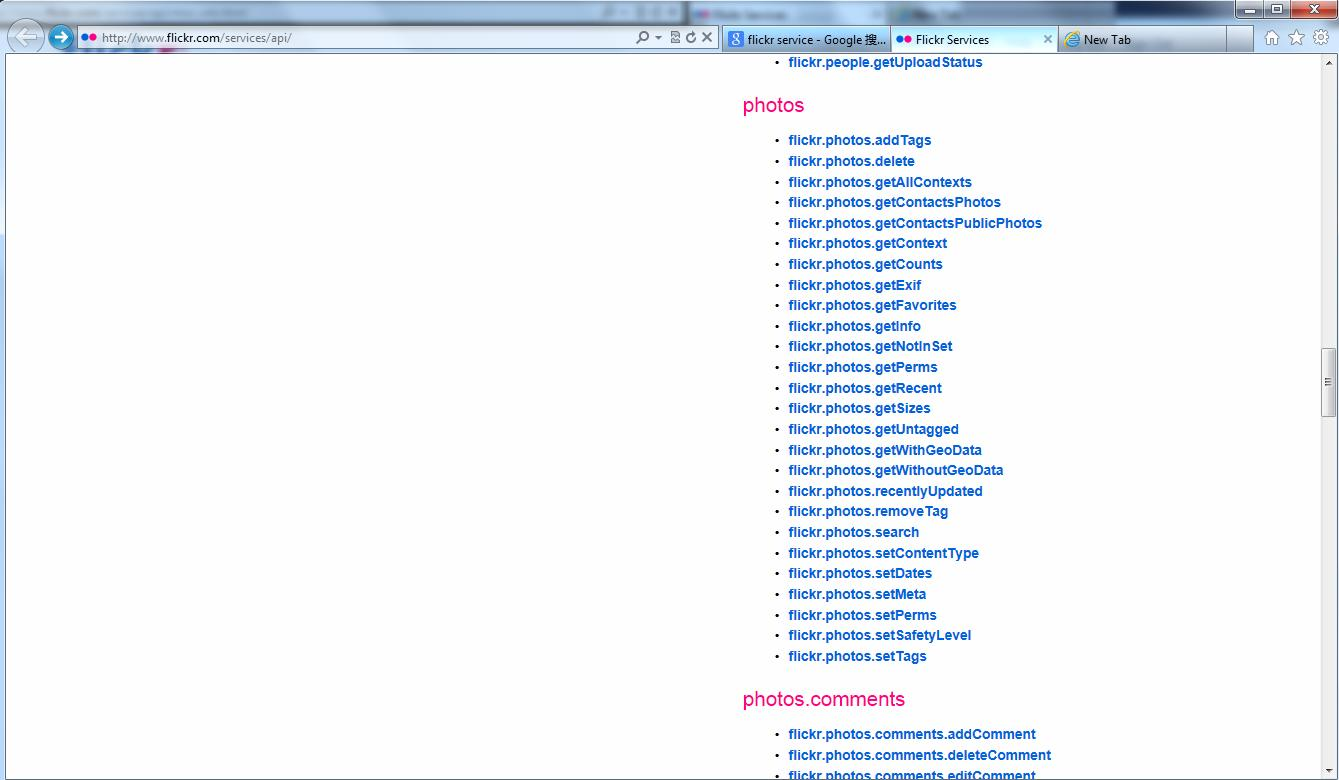 http://www.flickr.com/services/api/
flickr service - Google 搜...
Flickr Services
New Tab
flickr.people.getUploadStatus
photos
flickr.photos.addTags
flickr.photos.delete
flickr.photos.getAllContexts
flickr.photos.getContactsPhotos
flickr.photos.getContactsPublicPhotos
flickr.photos.getContext
flickr.photos.getCounts
flickr.photos.getExif
flickr.photos.getFavorites
flickr.photos.getInfo
flickr.photos.getNotInSet
flickr.photos.getPerms
flickr.photos.getRecent
flickr.photos.getSizes
flickr.photos.getUntagged
flickr.photos.getWithGeoData
flickr.photos.getWithoutGeoData
flickr.photos.recentlyUpdated
flickr.photos.removeTag
flickr.photos.search
flickr.photos.setContentType
flickr.photos.setDates
flickr.photos.setMeta
flickr.photos.setPerms
flickr.photos.setSafetyLevel
flickr.photos.setTags
photos.comments
flickr.photos.comments.addComment
flickr.photos.comments.deleteComment
flickr.photos.comments.editComment